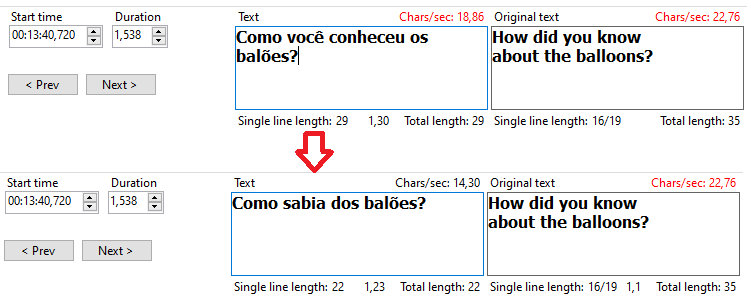 Start time Duration Text Chars/sec: 18,86 Original text Chars/sec: 22,76
00:13:40,720 1,538
Como você conheceu os
balões?
How did you know
about the balloons?
< Prev Next >
Single line length: 29 1,30 Total length: 29 Single line length: 16/19 Total length: 35
Start time Duration Text Chars/sec: 14,30 Original text Chars/sec: 22,76
00:13:40,720 1,538
Como sabia dos balões?
How did you know
about the balloons?
< Prev Next >
Single line length: 22 1,23 Total length: 22 Single line length: 16/19 1,1 Total length: 35